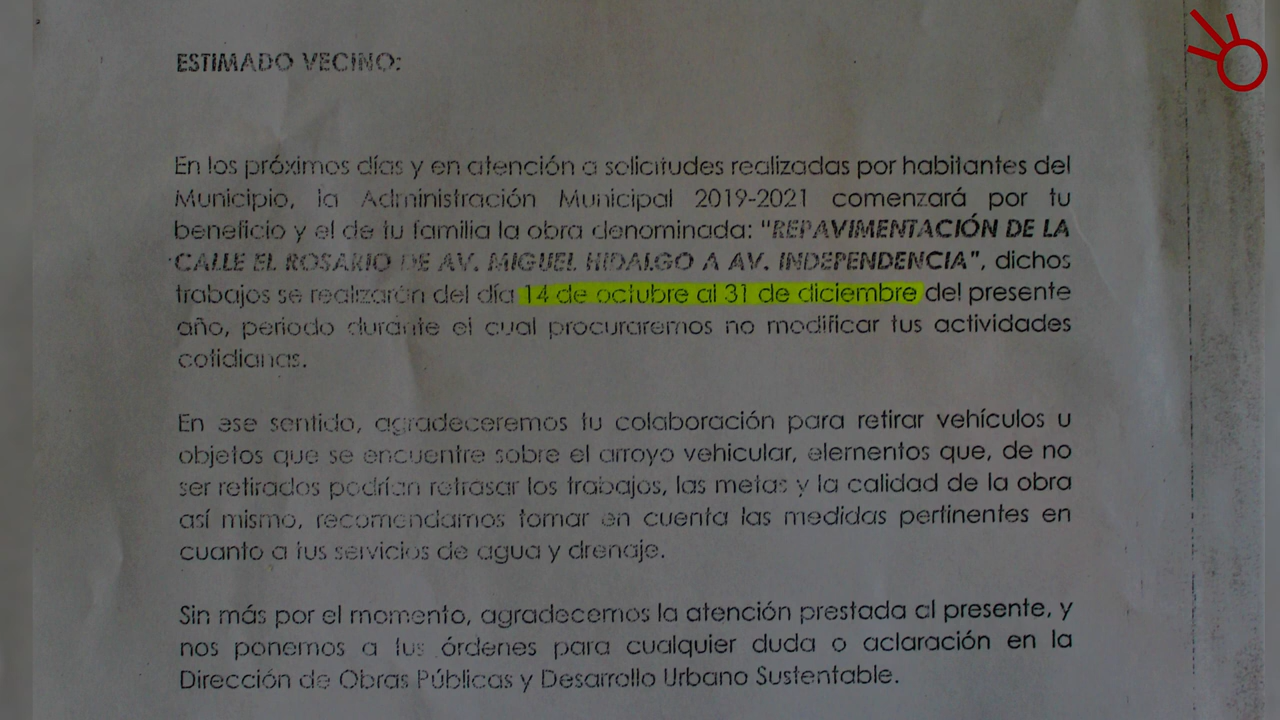 ESTIMADO VECINO:
En los próximos días y en atención a solicitudes realizadas por habitantes del
Municipio, la Administración Municipal 2019-2021 comenzará por tu
beneficio y el de tu familia la obra denominada: "REPAVIMENTACIÓN DE LA
CALLE EL ROSARIO DE AV. MIGUEL HIDALGO A AV. INDEPENDENCIA", dichos
trabajos se realizarán del día 14 de octubre al 31 de diciembre del presente
año, periodo durante el cual procuraremos no modificar tus actividades
cotidianas.
En ese sentido, agradeceremos tu colaboración para retirar vehículos u
objetos que se encuentre sobre el arroyo vehicular, elementos que, de no
ser retirados podrían retrasar los trabajos, las metas y la calidad de la obra
así mismo, recomendamos tomar en cuenta las medidas pertinentes en
cuanto a tus servicios de agua y drenaje.
Sin más por el momento, agradecemos la atención prestada al presente, y
nos ponemos a tus órdenes para cualquier duda o aclaración en la
Dirección de Obras Públicas y Desarrollo Urbano Sustentable.